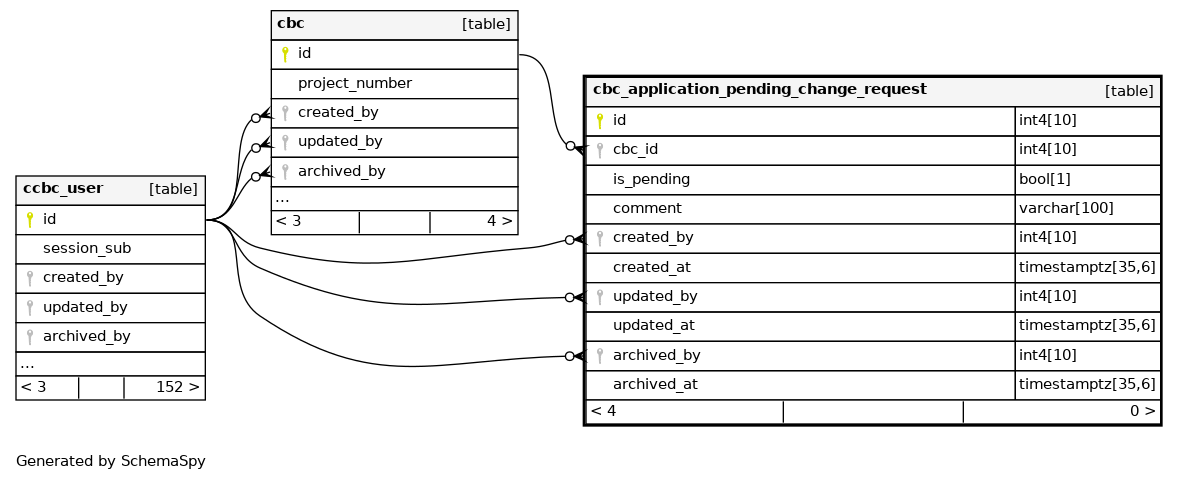 cbc [table]
id
project_number
created_by
updated_by
archived_by
...
< 3 4 >
cbc_application_pending_change_request [table]
id int4[10]
cbc_id int4[10]
is_pending bool[1]
comment varchar[100]
created_by int4[10]
created_at timestamptz[35,6]
updated_by int4[10]
updated_at timestamptz[35,6]
archived_by int4[10]
archived_at timestamptz[35,6]
< 4 0 >
ccbc_user [table]
id
session_sub
created_by
updated_by
archived_by
...
< 3 152 >
Generated by SchemaSpy